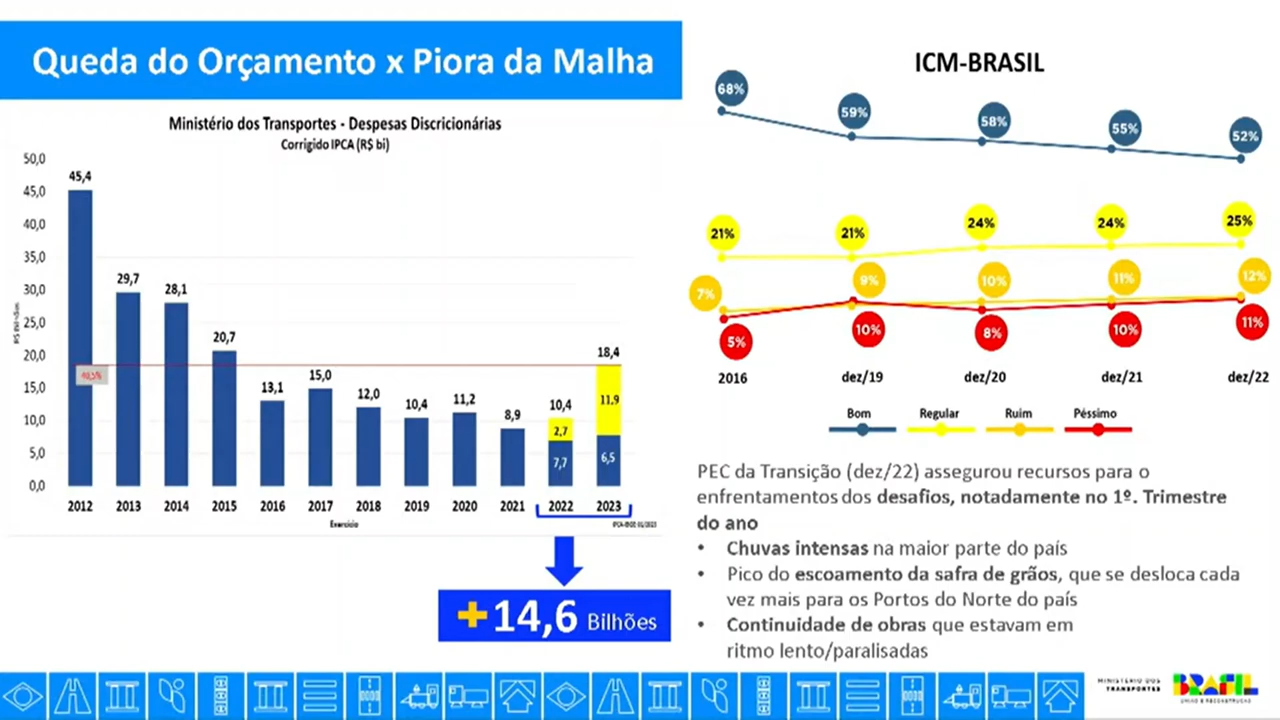 Queda do Orçamento x Piora da Malha
Ministério dos Transportes - Despesas Discricionárias
Corrigido IPCA (R$ bi)
50,0
45,0
40,0
35,0
30,0
25,0
20,0
15,0
10,0
5,0
0,0
45,4
29,7
28,1
20,7
13,1
15,0
12,0
10,4
11,2
8,9
10,4
2,7
7,7
18,4
11,9
6,5
2012 2013 2014 2015 2016 2017 2018 2019 2020 2021 2022 2023
Exercício
+14,6 Bilhões
ICM-BRASIL
68% 59% 58% 55% 52%
21% 21% 24% 24% 25%
7% 9% 10% 11% 12%
5% 10% 8% 10% 11%
2016 dez/19 dez/20 dez/21 dez/22
Bom Regular Ruim Péssimo
PEC da Transição (dez/22) assegurou recursos para o
enfrentamentos dos desafios, notadamente no 1º. Trimestre
do ano
• Chuvas intensas na maior parte do país
• Pico do escoamento da safra de grãos, que se desloca cada
vez mais para os Portos do Norte do país
• Continuidade de obras que estavam em
ritmo lento/paralisadas
MINISTÉRIO DOS
TRANSPORTES
BRASIL
UNIÃO E RECONSTRUÇÃO